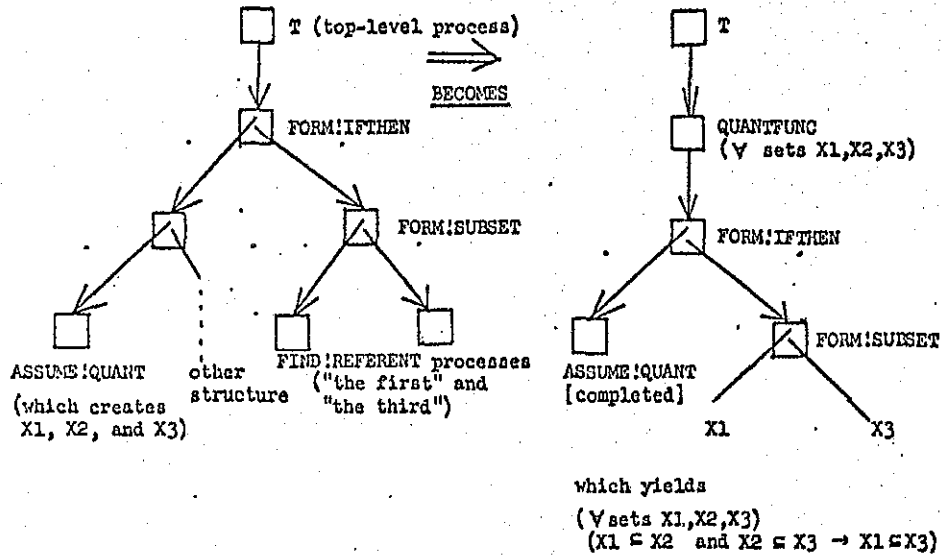 T (top-level process)
BECOMES
FORM!IFTHEN
FORM!SUBSET
ASSUME!QUANT
(which creates
X1, X2, and X3)
other
structure
FIND!REFERENT processes
("the first" and
"the third")
T
QUANTFUNC
(∀ sets X1,X2,X3)
FORM!IFTHEN
FORM!SUBSET
ASSUME!QUANT
[completed]
X1
X3
which yields
(∀ sets X1,X2,X3)
(X1 ⊆ X2 and X2 ⊆ X3 → X1 ⊆ X3)